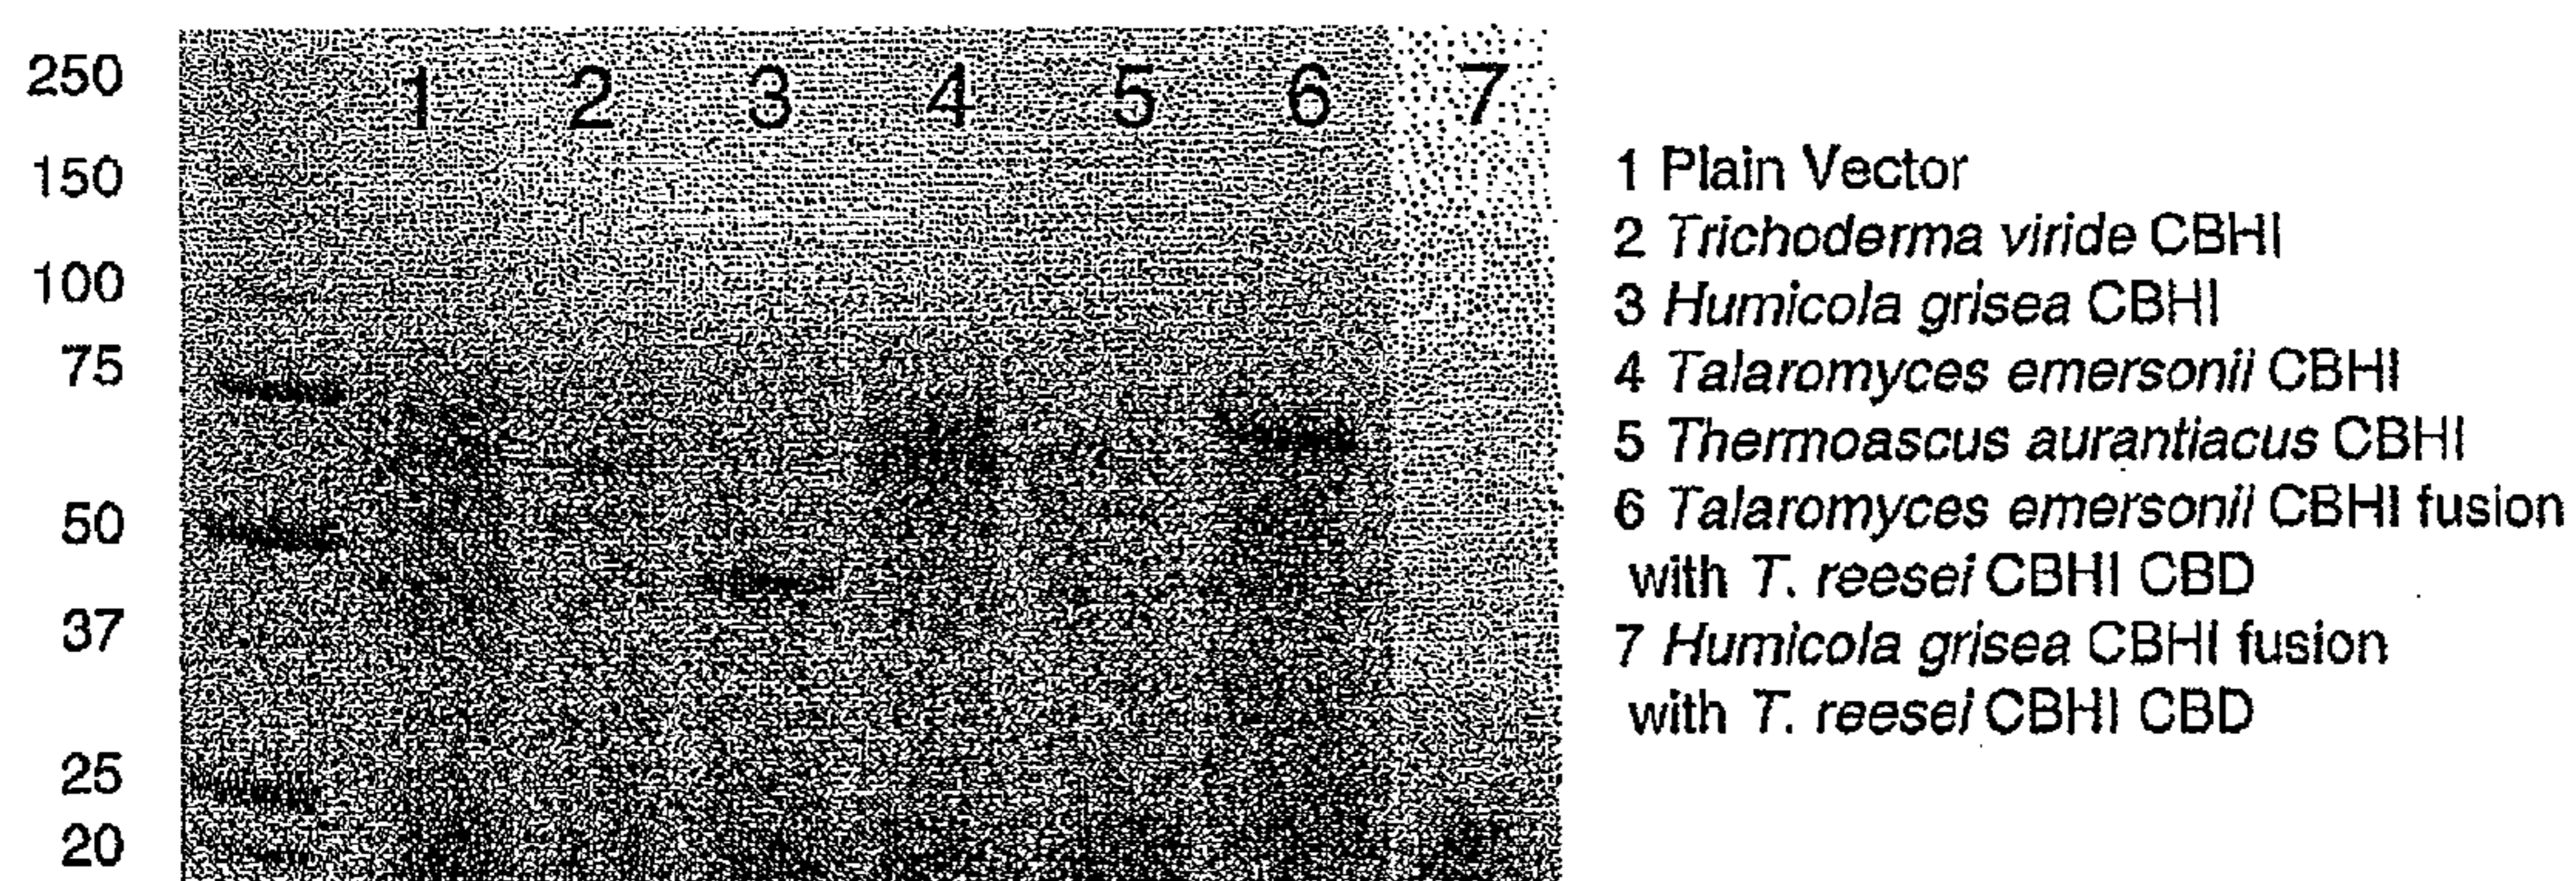 250
150
100
75
50
37
25
20
1 2 3 4 5 6 7
1 Plain Vector
2 Trichoderma viride CBHI
3 Humicola grisea CBHI
4 Talaromyces emersonii CBHI
5 Thermoascus aurantiacus CBHI
6 Talaromyces emersonii CBHI fusion
with T. reesei CBHI CBD
7 Humicola grisea CBHI fusion
with T. reesei CBHI CBD